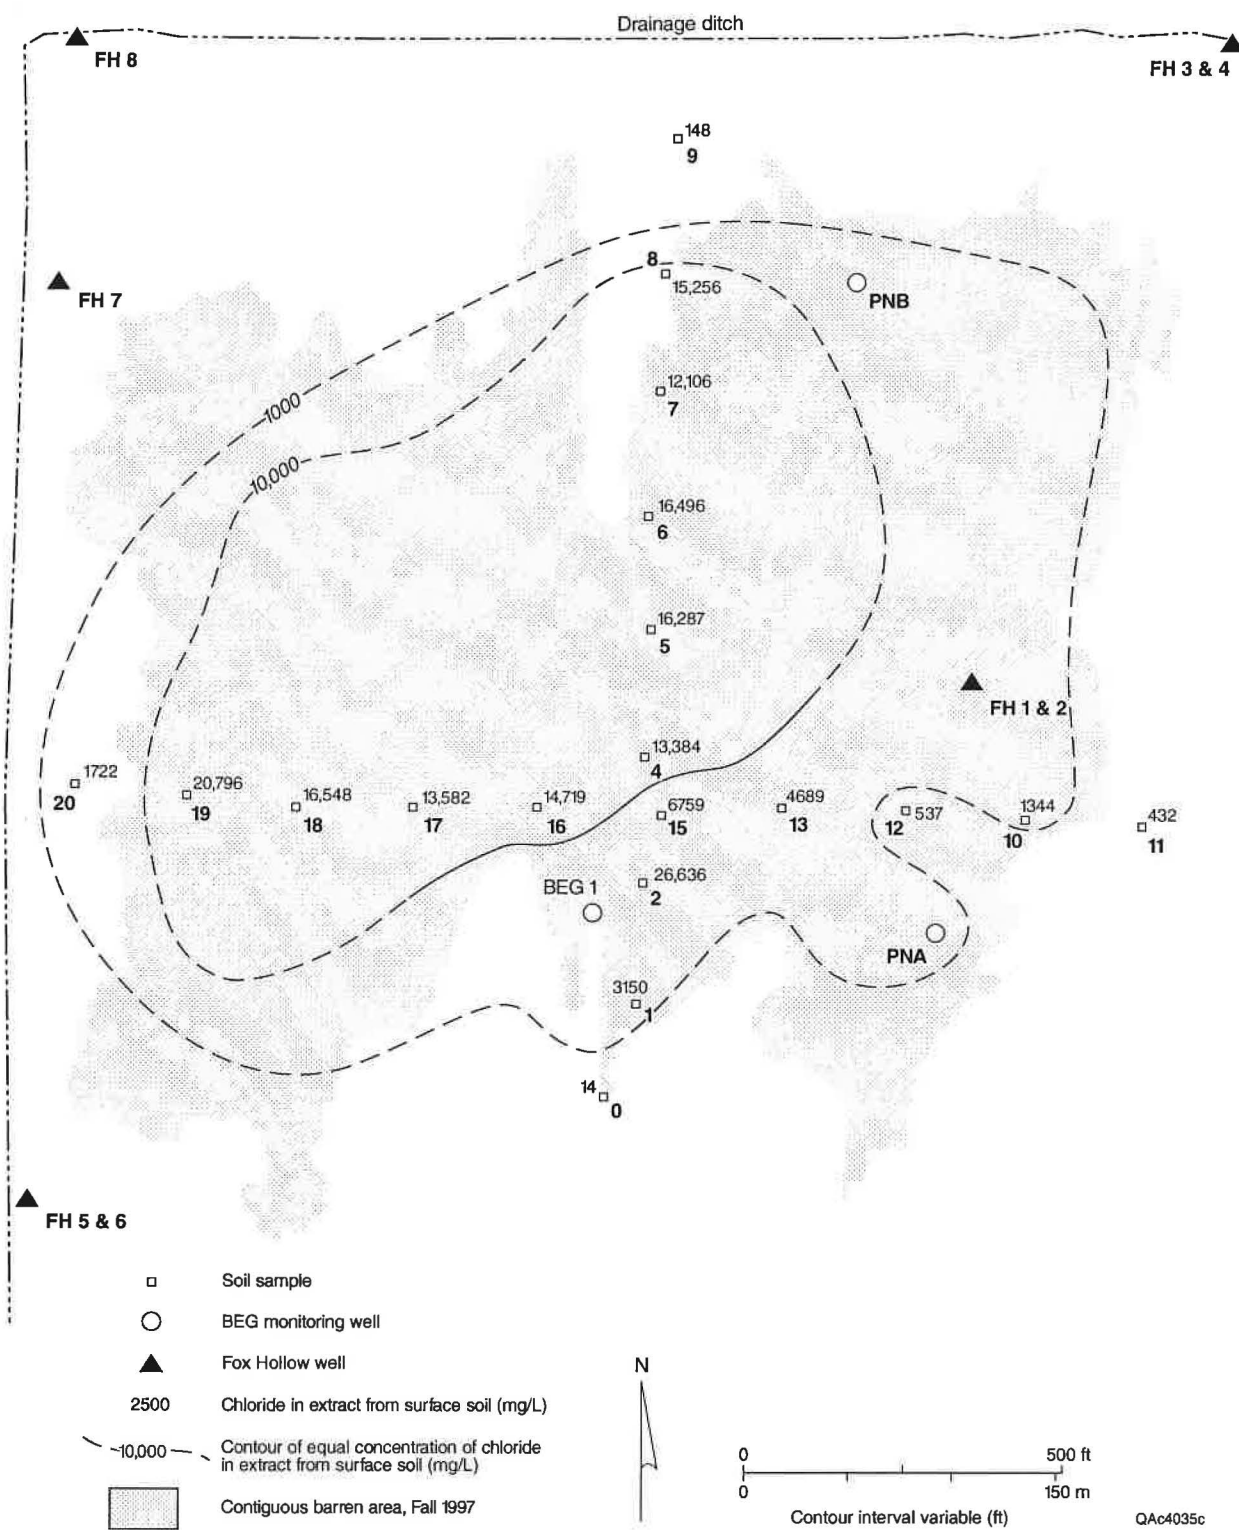 Drainage ditch
FH 8
FH 3 & 4
148
9
8
15,256
FH 7
PNB
12,106
7
1000
10,000
16,496
6
16,287
5
FH 1 & 2
13,384
4
1722
20
20,796
19
16,548
18
13,582
17
14,719
16
6759
15
4689
13
537
12
1344
10
432
11
26,636
2
BEG 1
PNA
3150
1
14
0
FH 5 & 6
Soil sample
BEG monitoring well
Fox Hollow well
2500 Chloride in extract from surface soil (mg/L)
10,000 Contour of equal concentration of chloride
in extract from surface soil (mg/L)
Contiguous barren area, Fall 1997
N
0 500 ft
0 150 m
Contour interval variable (ft)
QAc4035c